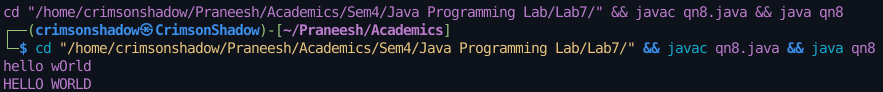 cd "/home/crimsonshadow/Praneesh/Academics/Sem4/Java Programming Lab/Lab7/" && javac qn8.java && java qn8
┌──(crimsonshadow㉿CrimsonShadow)-[~/Praneesh/Academics]
└─$ cd "/home/crimsonshadow/Praneesh/Academics/Sem4/Java Programming Lab/Lab7/" && javac qn8.java && java qn8
hello wOrld
HELLO WORLD